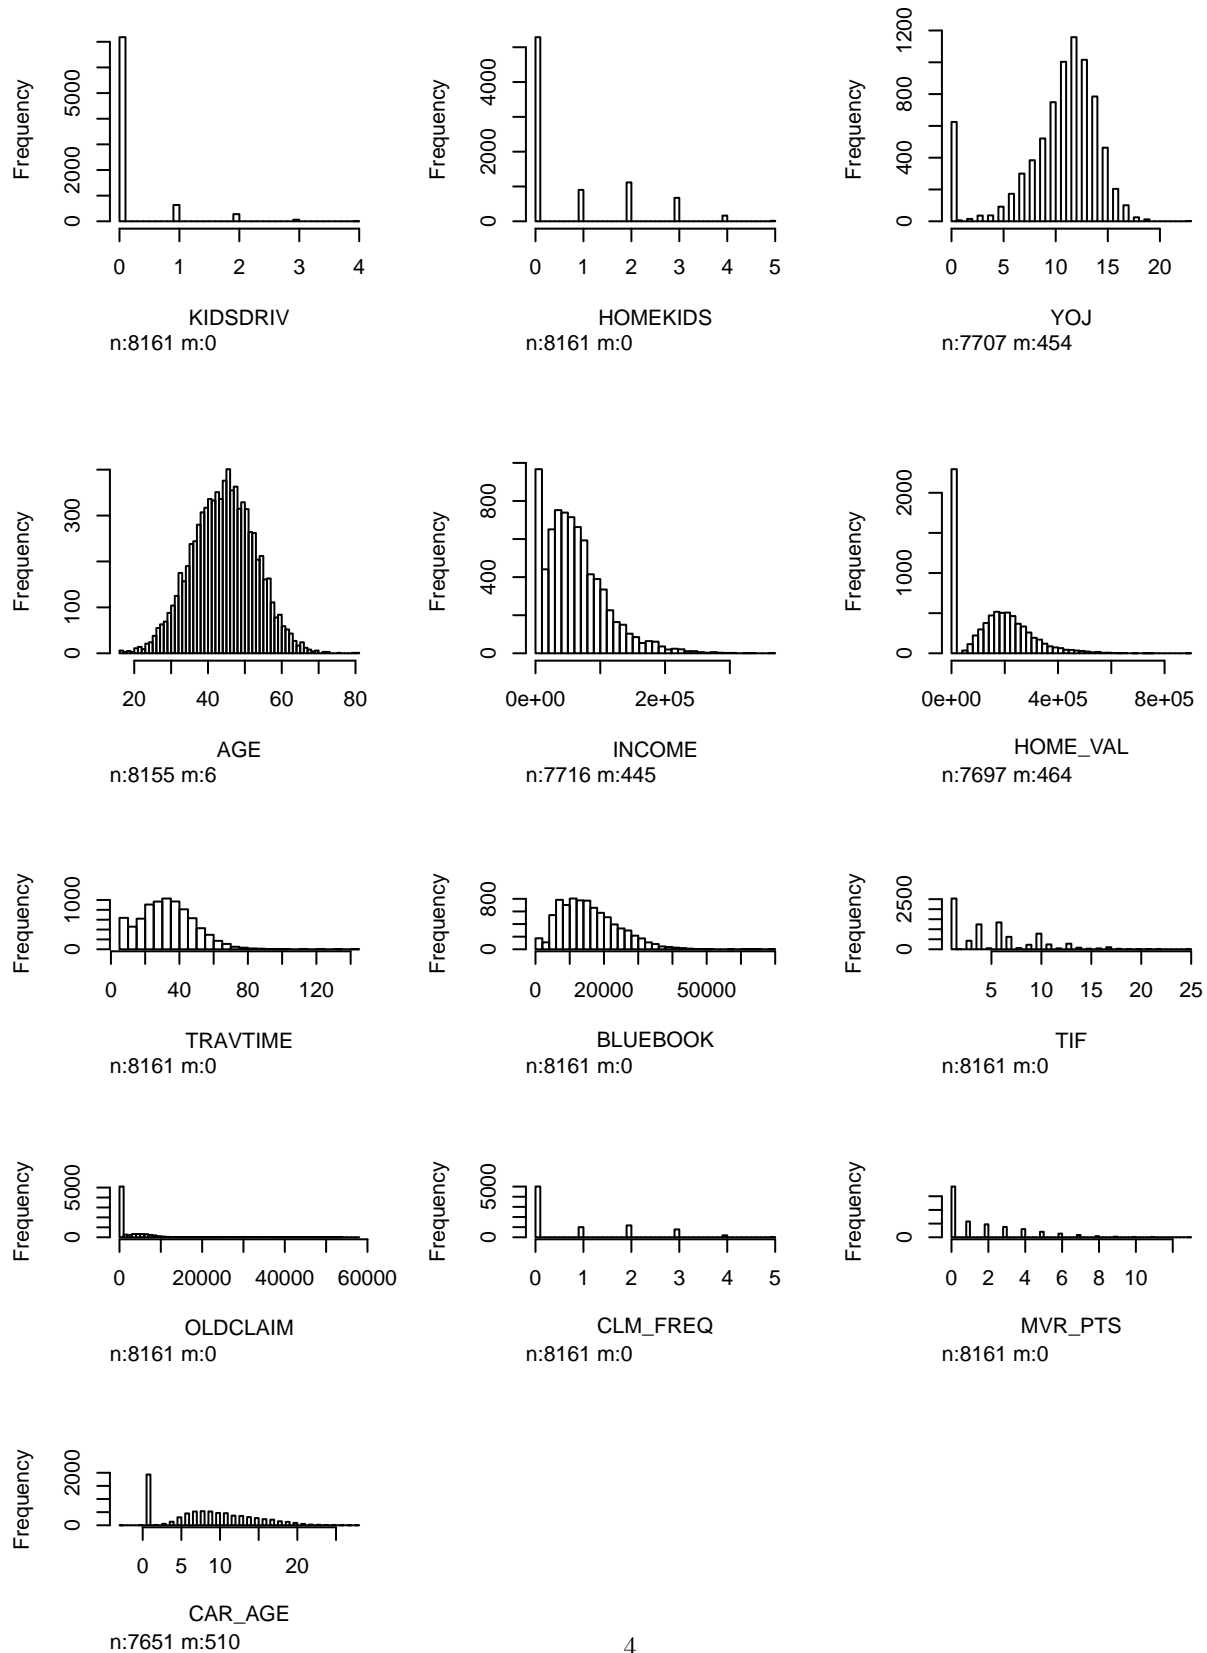 Frequency
0 2000 5000
0 1 2 3 4
KIDSDRIV
n:8161 m:0
Frequency
0 2000 4000
0 1 2 3 4 5
HOMEKIDS
n:8161 m:0
Frequency
0 400 800 1200
0 5 10 15 20
YOJ
n:7707 m:454
Frequency
0 100 300
20 40 60 80
AGE
n:8155 m:6
Frequency
0 400 800
0e+00 2e+05
INCOME
n:7716 m:445
Frequency
0 1000 2000
0e+00 4e+05 8e+05
HOME_VAL
n:7697 m:464
Frequency
0 1000
0 40 80 120
TRAVTIME
n:8161 m:0
Frequency
0 800
0 20000 50000
BLUEBOOK
n:8161 m:0
Frequency
0 2500
5 10 15 20 25
TIF
n:8161 m:0
Frequency
0 5000
0 20000 40000 60000
OLDCLAIM
n:8161 m:0
Frequency
0 5000
0 1 2 3 4 5
CLM_FREQ
n:8161 m:0
Frequency
0
0 2 4 6 8 10
MVR_PTS
n:8161 m:0
Frequency
0 2000
0 5 10 20
CAR_AGE
n:7651 m:510
4